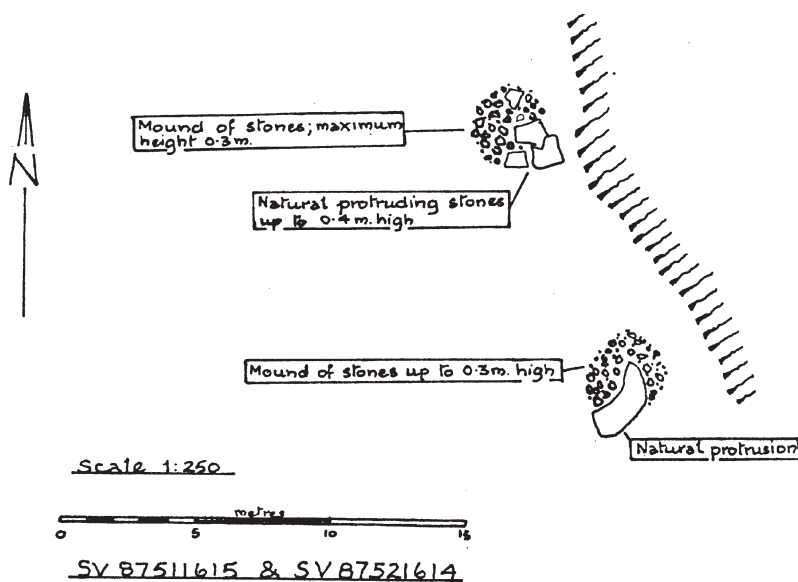 N
Mound of stones; maximum
height 0.3m.
Natural protruding stones
up to 0.4m. high
Mound of stones up to 0.3m. high
Natural protrusion
Scale 1:250
metres
0 5 10 15
SV 87511615 & SV 87521614